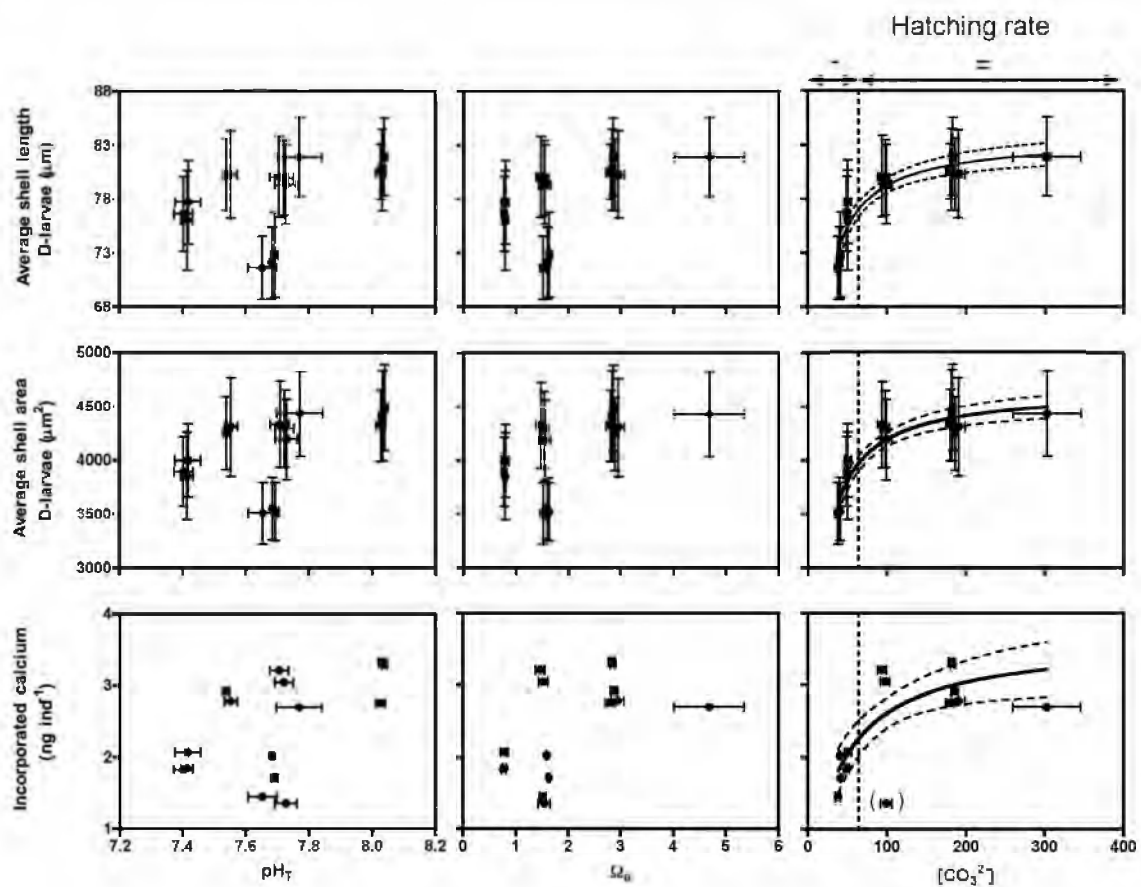 Hatching rate
- =
Average shell length
D-larvae (µm)
88
83
78
73
68
Average shell area
D-larvae (µm²)
5000
4500
4000
3500
3000
Incorporated calcium
(ng ind⁻¹)
4
3
2
1
( )
7.2 7.4 7.6 7.8 8.0 8.2
0 1 2 3 4 5 6
0 100 200 300 400
pH_T
Ω_a
[CO₃²⁻]